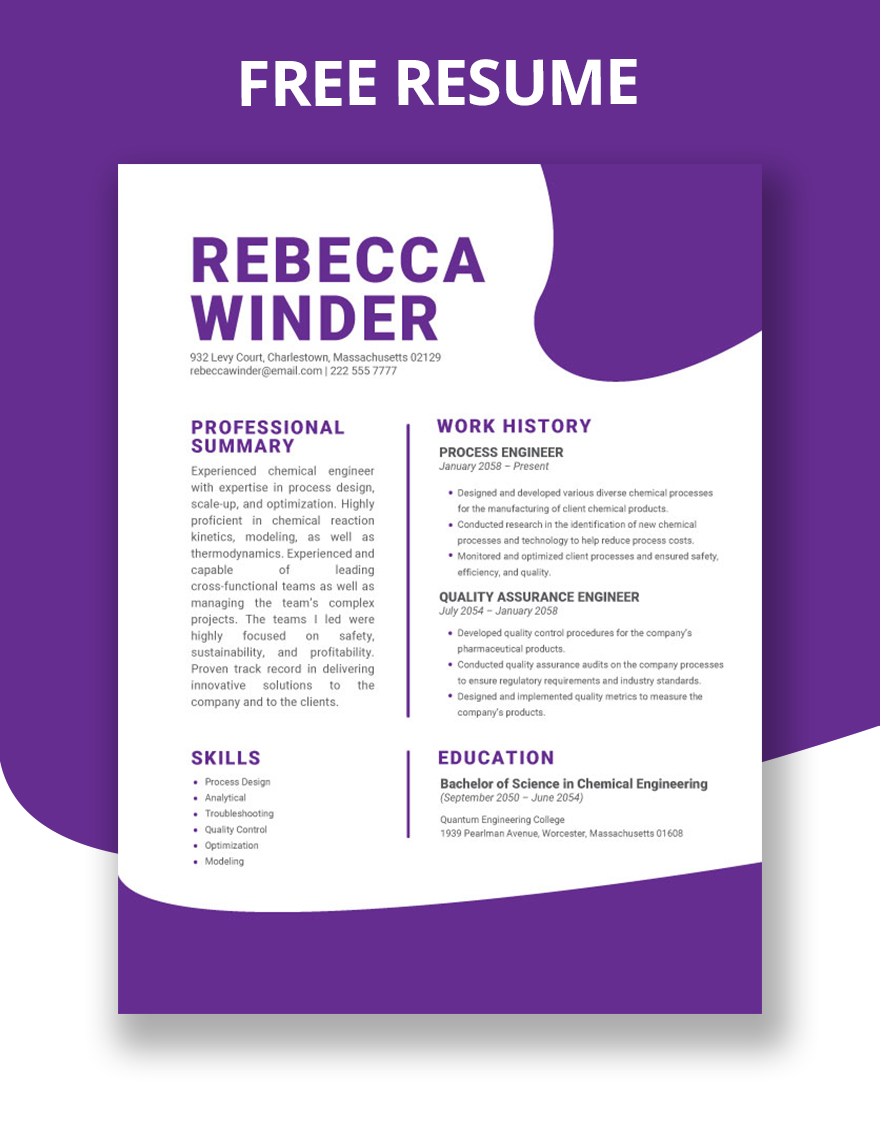 FREE RESUME
REBECCA
WINDER
932 Levy Court, Charlestown, Massachusetts 02129
rebeccawinder@email.com | 222 555 7777
PROFESSIONAL
SUMMARY
Experienced chemical engineer
with expertise in process design,
scale-up, and optimization. Highly
proficient in chemical reaction
kinetics, modeling, as well as
thermodynamics. Experienced and
capable of leading
cross-functional teams as well as
managing the team's complex
projects. The teams I led were
highly focused on safety,
sustainability, and profitability.
Proven track record in delivering
innovative solutions to the
company and to the clients.
WORK HISTORY
PROCESS ENGINEER
January 2058 – Present
• Designed and developed various diverse chemical processes
for the manufacturing of client chemical products.
• Conducted research in the identification of new chemical
processes and technology to help reduce process costs.
• Monitored and optimized client processes and ensured safety,
efficiency, and quality.
QUALITY ASSURANCE ENGINEER
July 2054 – January 2058
• Developed quality control procedures for the company's
pharmaceutical products.
• Conducted quality assurance audits on the company processes
to ensure regulatory requirements and industry standards.
• Designed and implemented quality metrics to measure the
company's products.
SKILLS
• Process Design
• Analytical
• Troubleshooting
• Quality Control
• Optimization
• Modeling
EDUCATION
Bachelor of Science in Chemical Engineering
(September 2050 – June 2054)
Quantum Engineering College
1939 Pearlman Avenue, Worcester, Massachusetts 01608